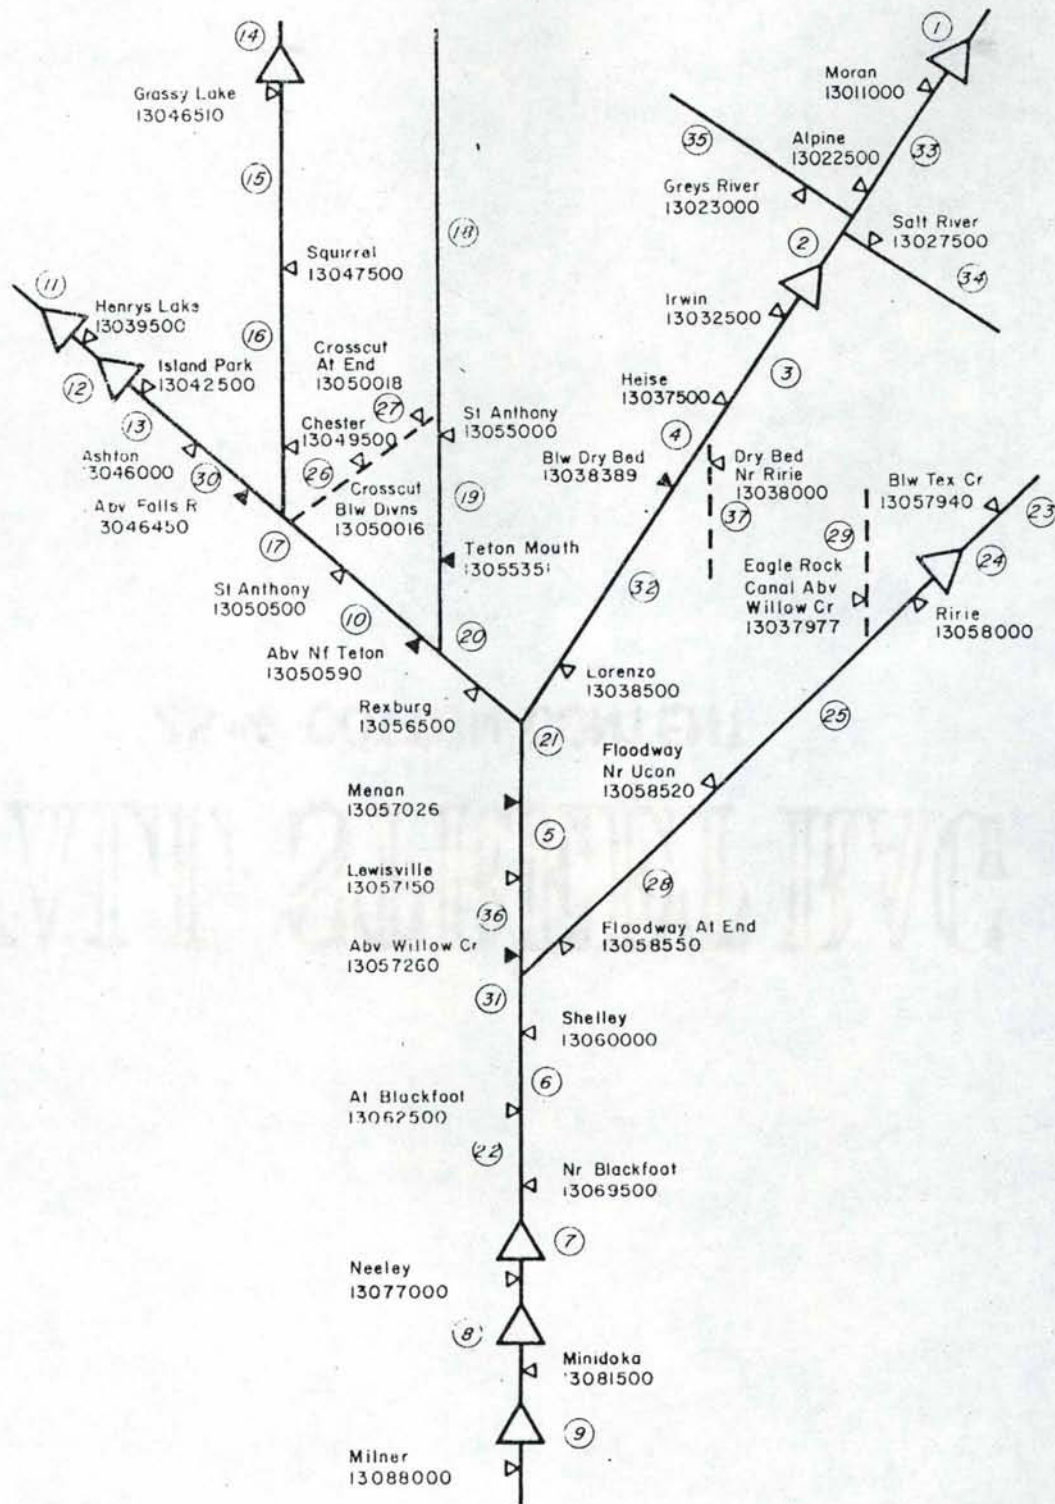 14
1
Moran
13011000
Grassy Lake
13046510
35
Alpine
13022500
33
15
Greys River
13023000
Salt River
13027500
18
2
34
Squirral
13047500
11
Henrys Lake
13039500
Irwin
13032500
16
Crosscut
At End
13050018
12
Island Park
13042500
3
27
Heise
13037500
13
Chester
13049500
St Anthony
13055000
4
Ashton
13046000
30
26
Blw Dry Bed
13038389
Dry Bed
Nr Ririe
13038000
Blw Tex Cr
13057940
23
Crosscut
Blw Divns
13050016
19
37
29
Abv Falls R
3046450
17
Teton Mouth
13055351
Eagle Rock
Canal Abv
Willow Cr
13037977
24
St Anthony
13050500
32
Ririe
13058000
10
20
Abv Nf Teton
13050590
Lorenzo
13038500
Rexburg
13056500
25
21
Floodway
Nr Ucon
13058520
Menan
13057026
5
Lewisville
13057150
28
36
Abv Willow Cr
13057260
Floodway At End
13058550
31
Shelley
13060000
6
At Blackfoot
13062500
22
Nr Blackfoot
13069500
7
Neeley
13077000
8
Minidoka
13081500
9
Milner
13088000